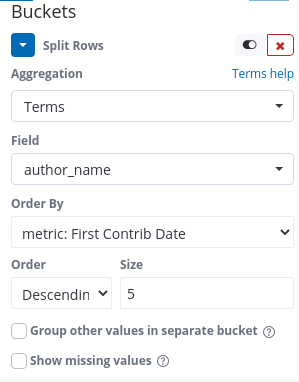 Buckets
Split Rows
Aggregation Terms help
Terms
Field
author_name
Order By
metric: First Contrib Date
Order Size
Descendin 5
Group other values in separate bucket
Show missing values